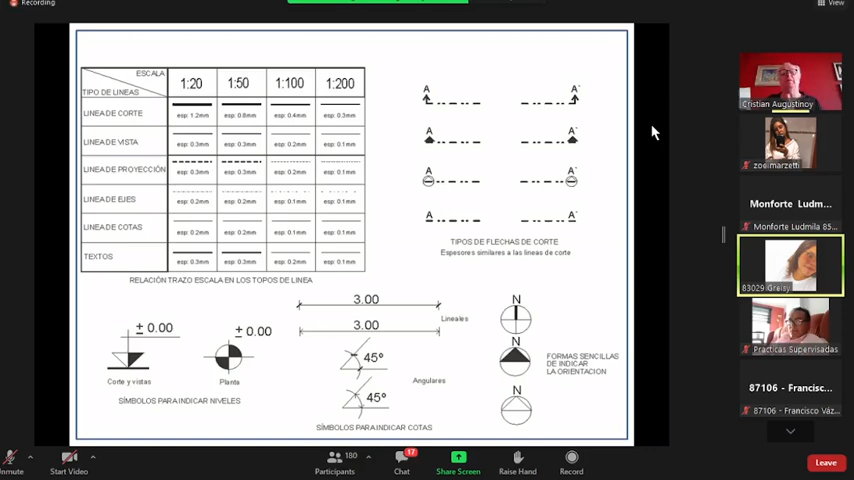 Recording
View
ESCALA
TIPO DE LINEAS
1:20
1:50
1:100
1:200
LINEA DE CORTE
esp: 1.2mm
esp: 0.8mm
esp: 0.4mm
esp: 0.3mm
LINEA DE VISTA
esp: 0.3mm
esp: 0.3mm
esp: 0.2mm
esp: 0.1mm
LINEA DE PROYECCIÓN
esp: 0.3mm
esp: 0.3mm
esp: 0.2mm
esp: 0.1mm
LINEA DE EJES
esp: 0.2mm
esp: 0.2mm
esp: 0.1mm
esp: 0.1mm
LINEA DE COTAS
esp: 0.2mm
esp: 0.2mm
esp: 0.1mm
esp: 0.1mm
TEXTOS
esp: 0.3mm
esp: 0.3mm
esp: 0.2mm
esp: 0.1mm
RELACIÓN TRAZO ESCALA EN LOS TOPOS DE LINEA
A A'
A A'
A A'
A A'
TIPOS DE FLECHAS DE CORTE
Espesores similares a las lineas de corte
± 0.00
Corte y vistas
± 0.00
Planta
SÍMBOLOS PARA INDICAR NIVELES
3.00
3.00
Lineales
45º
45º
Angulares
SÍMBOLOS PARA INDICAR COTAS
N
N
N
FORMAS SENCILLAS
DE INDICAR
LA ORIENTACION
Cristian Augustinoy
zoeimarzetti
Monforte Ludm...
Monforte Ludmila 85...
83029 Greisy
Practicas Supervisadas
87106 - Francisc...
87106 - Francisco Váz...
Unmute
Start Video
180
Participants
17
Chat
Share Screen
Raise Hand
Record
Leave